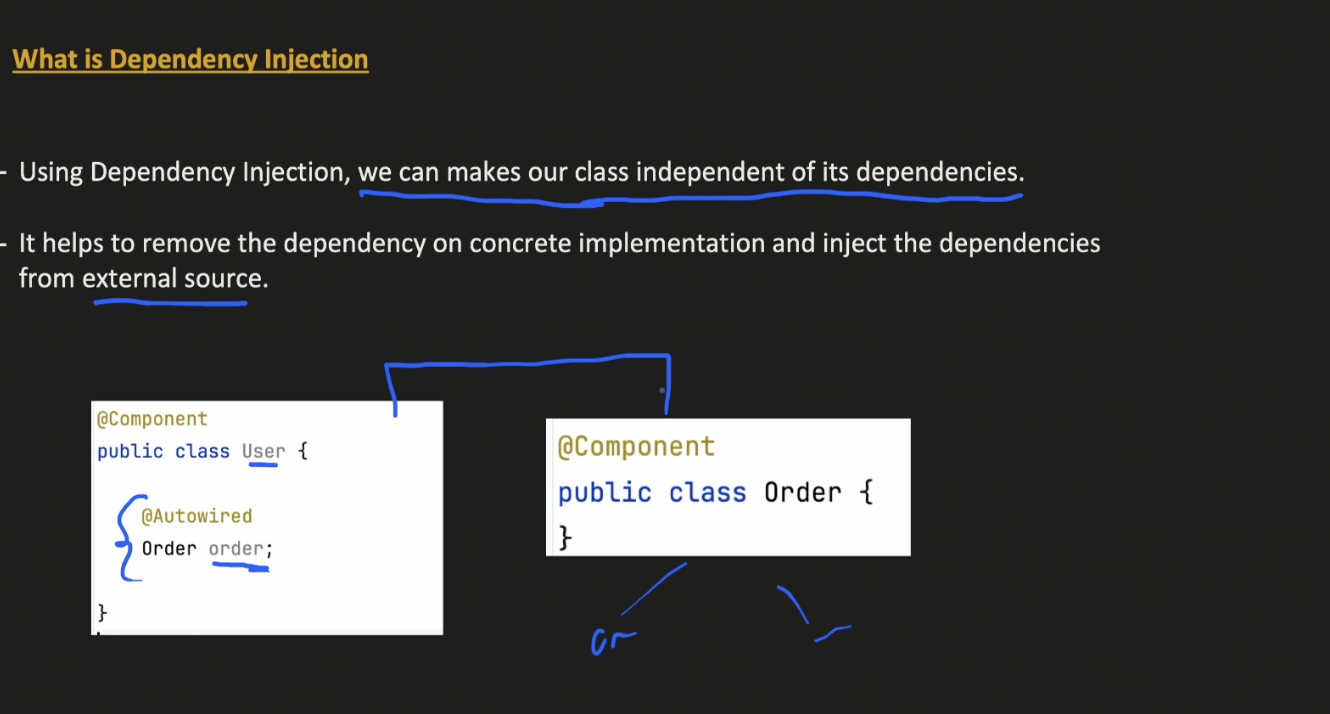 What is Dependency Injection
- Using Dependency Injection, we can makes our class independent of its dependencies.
- It helps to remove the dependency on concrete implementation and inject the dependencies
from external source.
@Component
public class User {
@Autowired
Order order;
}
@Component
public class Order {
}